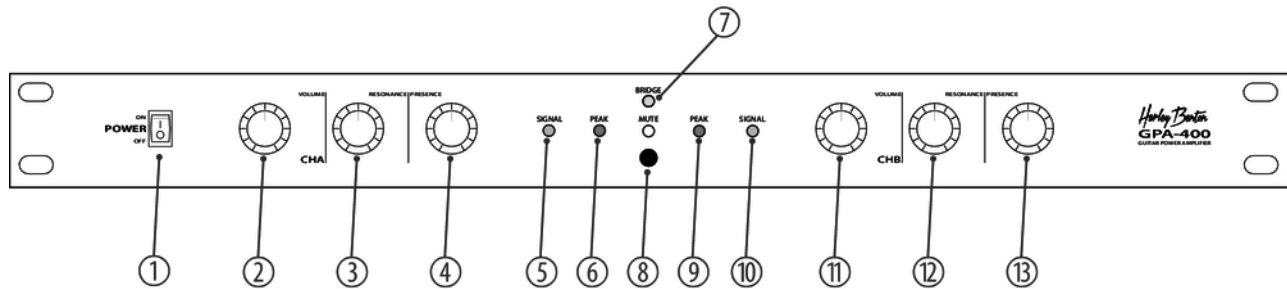 7
BRIDGE
VOLUME RESONANCE PRESENCE SIGNAL PEAK MUTE PEAK SIGNAL VOLUME RESONANCE PRESENCE
ON
POWER
OFF
I
O
CHA
CHB
Harley Benton
GPA-400
GUITAR POWER AMPLIFIER
1 2 3 4 5 6 8 9 10 11 12 13